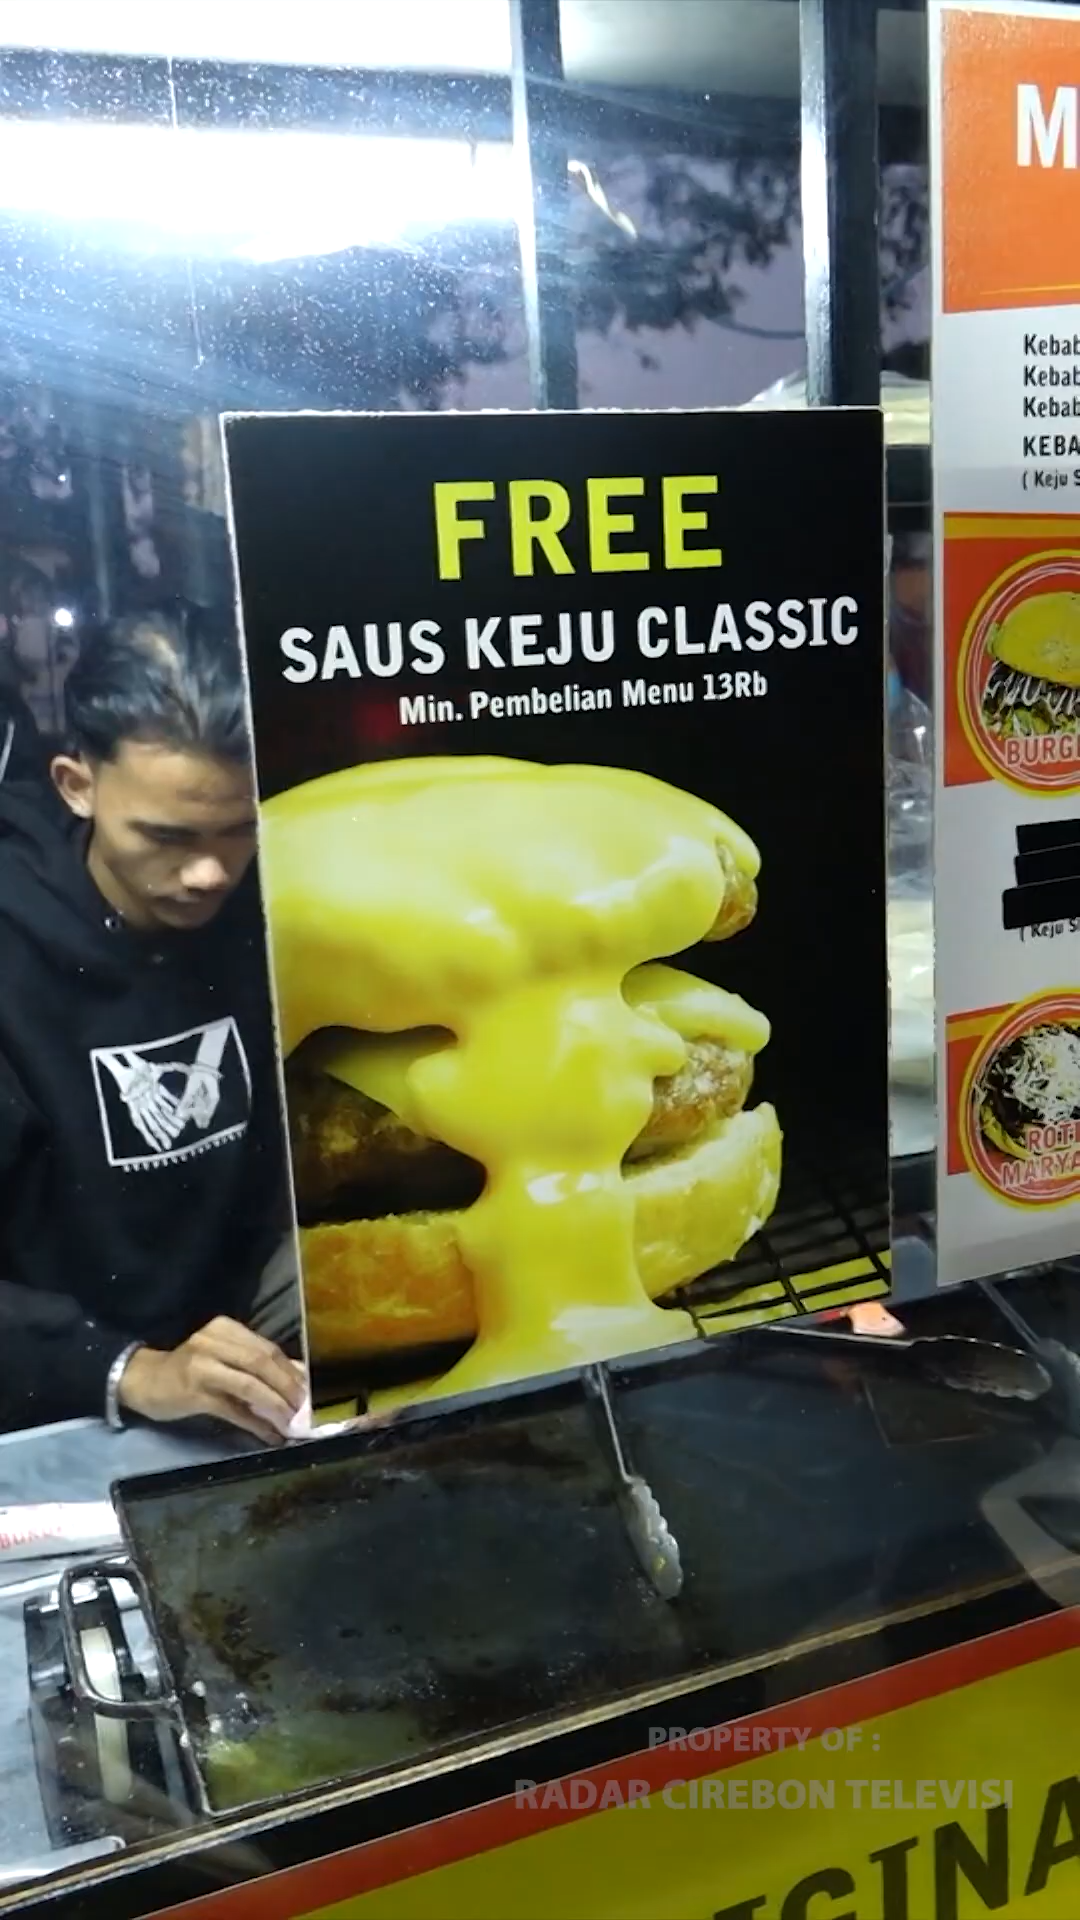 FREE
SAUS KEJU CLASSIC
Min. Pembelian Menu 13Rb
Kebab
Kebab
Kebab
( Keju
BURG
( Keju
ROTI
MARYA
PROPERTY OF :
RADAR CIREBON TELEVISI